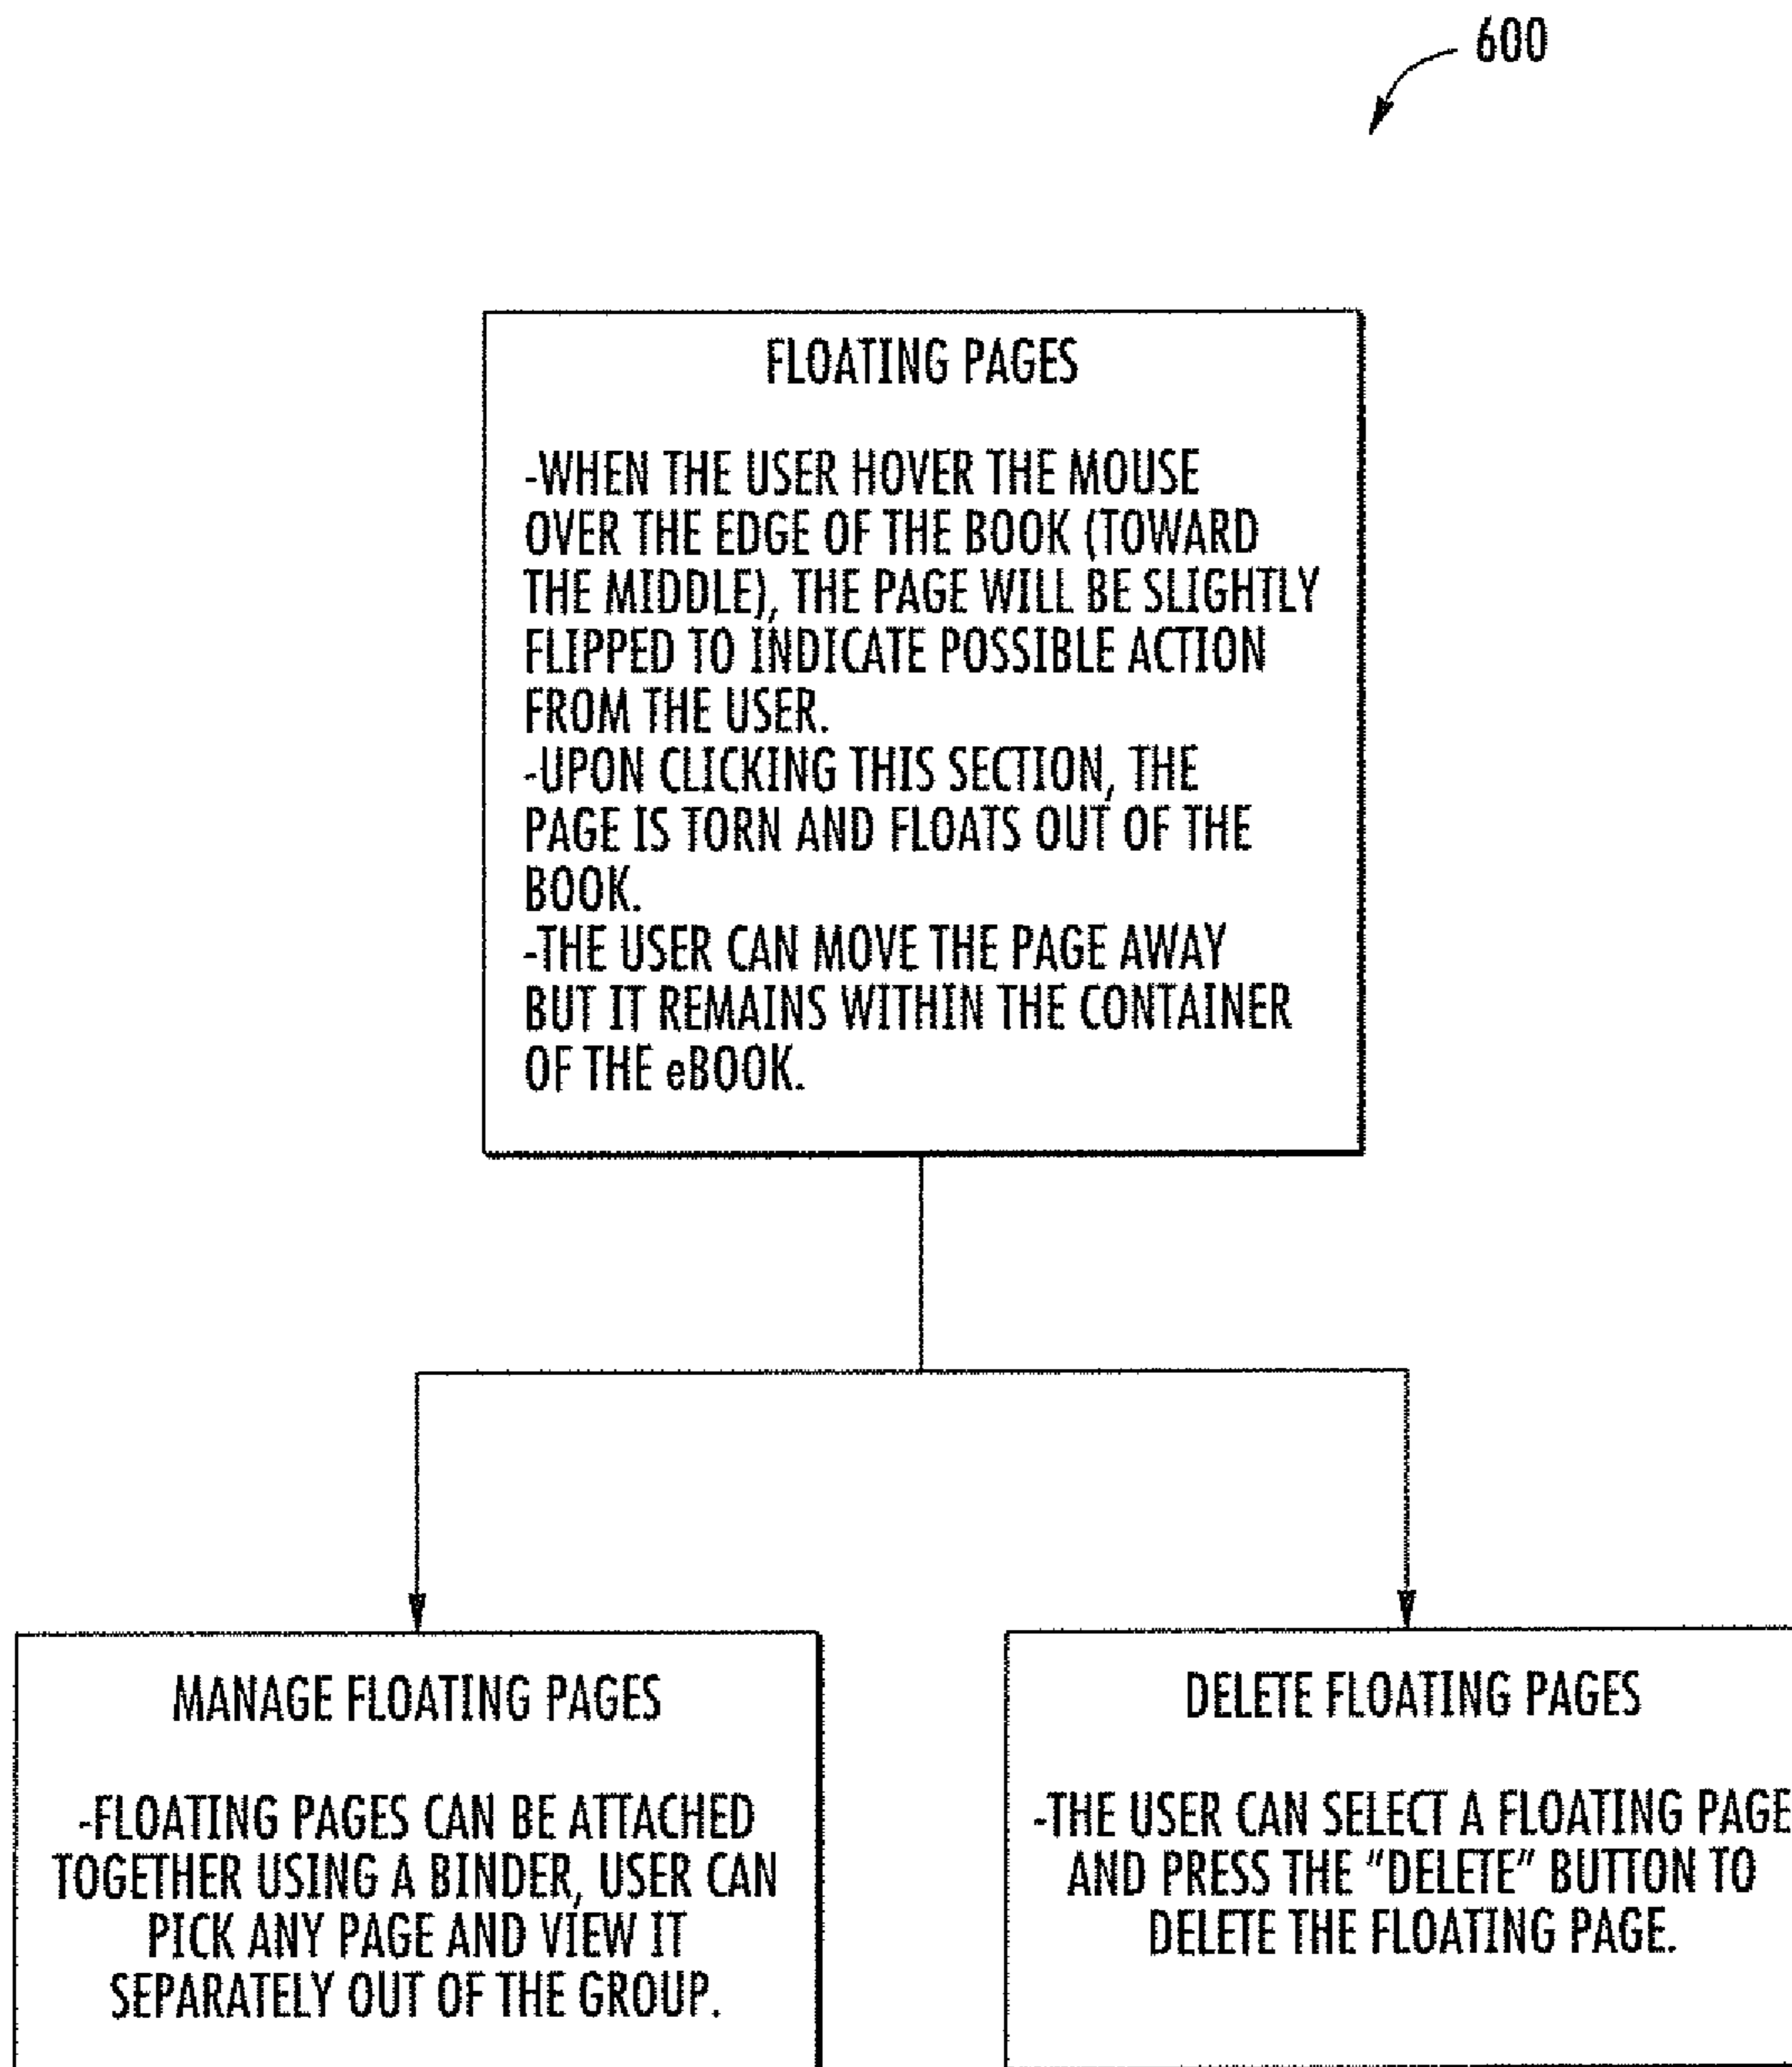 600
FLOATING PAGES
-WHEN THE USER HOVER THE MOUSE
OVER THE EDGE OF THE BOOK (TOWARD
THE MIDDLE), THE PAGE WILL BE SLIGHTLY
FLIPPED TO INDICATE POSSIBLE ACTION
FROM THE USER.
-UPON CLICKING THIS SECTION, THE
PAGE IS TORN AND FLOATS OUT OF THE
BOOK.
-THE USER CAN MOVE THE PAGE AWAY
BUT IT REMAINS WITHIN THE CONTAINER
OF THE eBOOK.
MANAGE FLOATING PAGES
-FLOATING PAGES CAN BE ATTACHED
TOGETHER USING A BINDER, USER CAN
PICK ANY PAGE AND VIEW IT
SEPARATELY OUT OF THE GROUP.
DELETE FLOATING PAGES
-THE USER CAN SELECT A FLOATING PAGE
AND PRESS THE "DELETE" BUTTON TO
DELETE THE FLOATING PAGE.